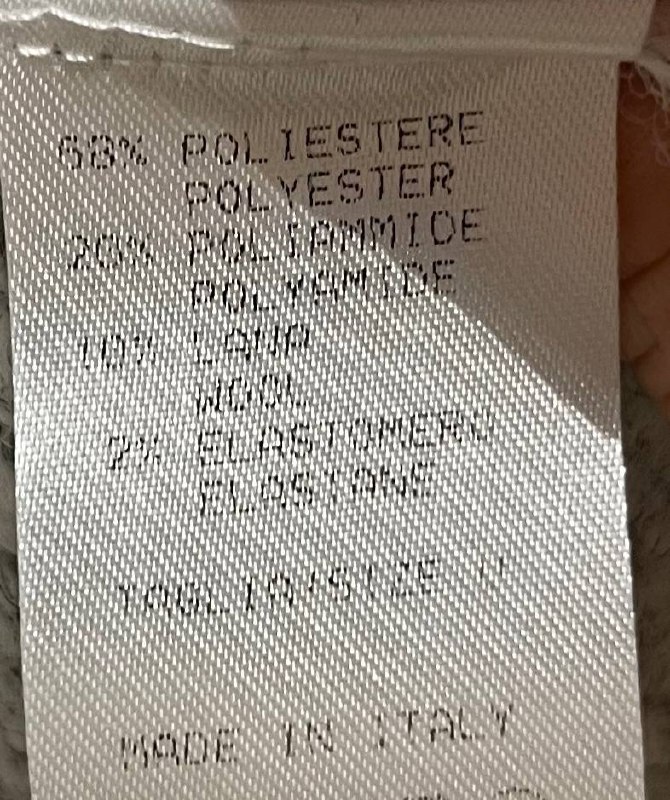 68% POLIESTERE
POLYESTER
20% POLIAMMIDE
POLYAMIDE
10% LANA
WOOL
2% ELASTOMERO
ELASTANE
TAGLIA/SIZE
MADE IN ITALY